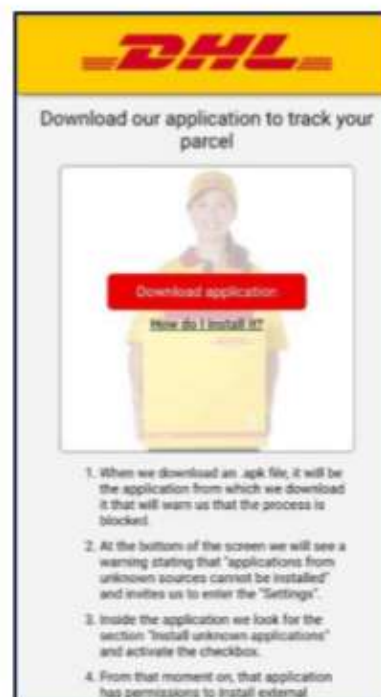 DHL
Download our application to track your
parcel
Download application
How do I install it?
1. When we download an .apk file, it will be
the application from which we download
it that will warn us that the process is
blocked.
2. At the bottom of the screen we will see a
warning stating that "applications from
unknown sources cannot be installed"
and invites us to enter the "Settings".
3. Inside the application we look for the
section "Install unknown applications"
and activate the checkbox.
4. From that moment on, that application
has permissions to install external